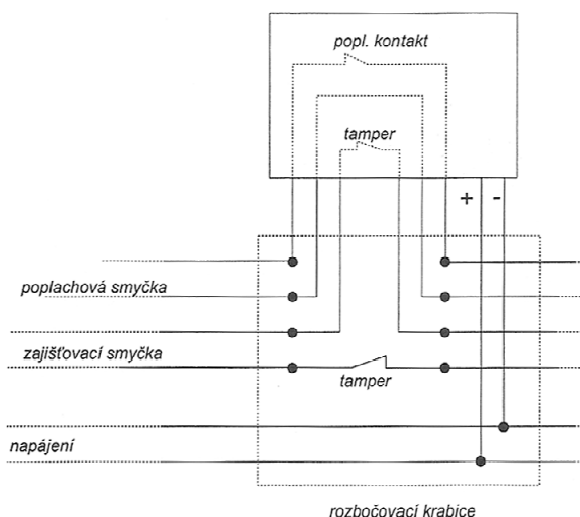 popl. kontakt
tamper
+ -
poplachová smyčka
zajišťovací smyčka
tamper
napájení
rozbočovací krabice